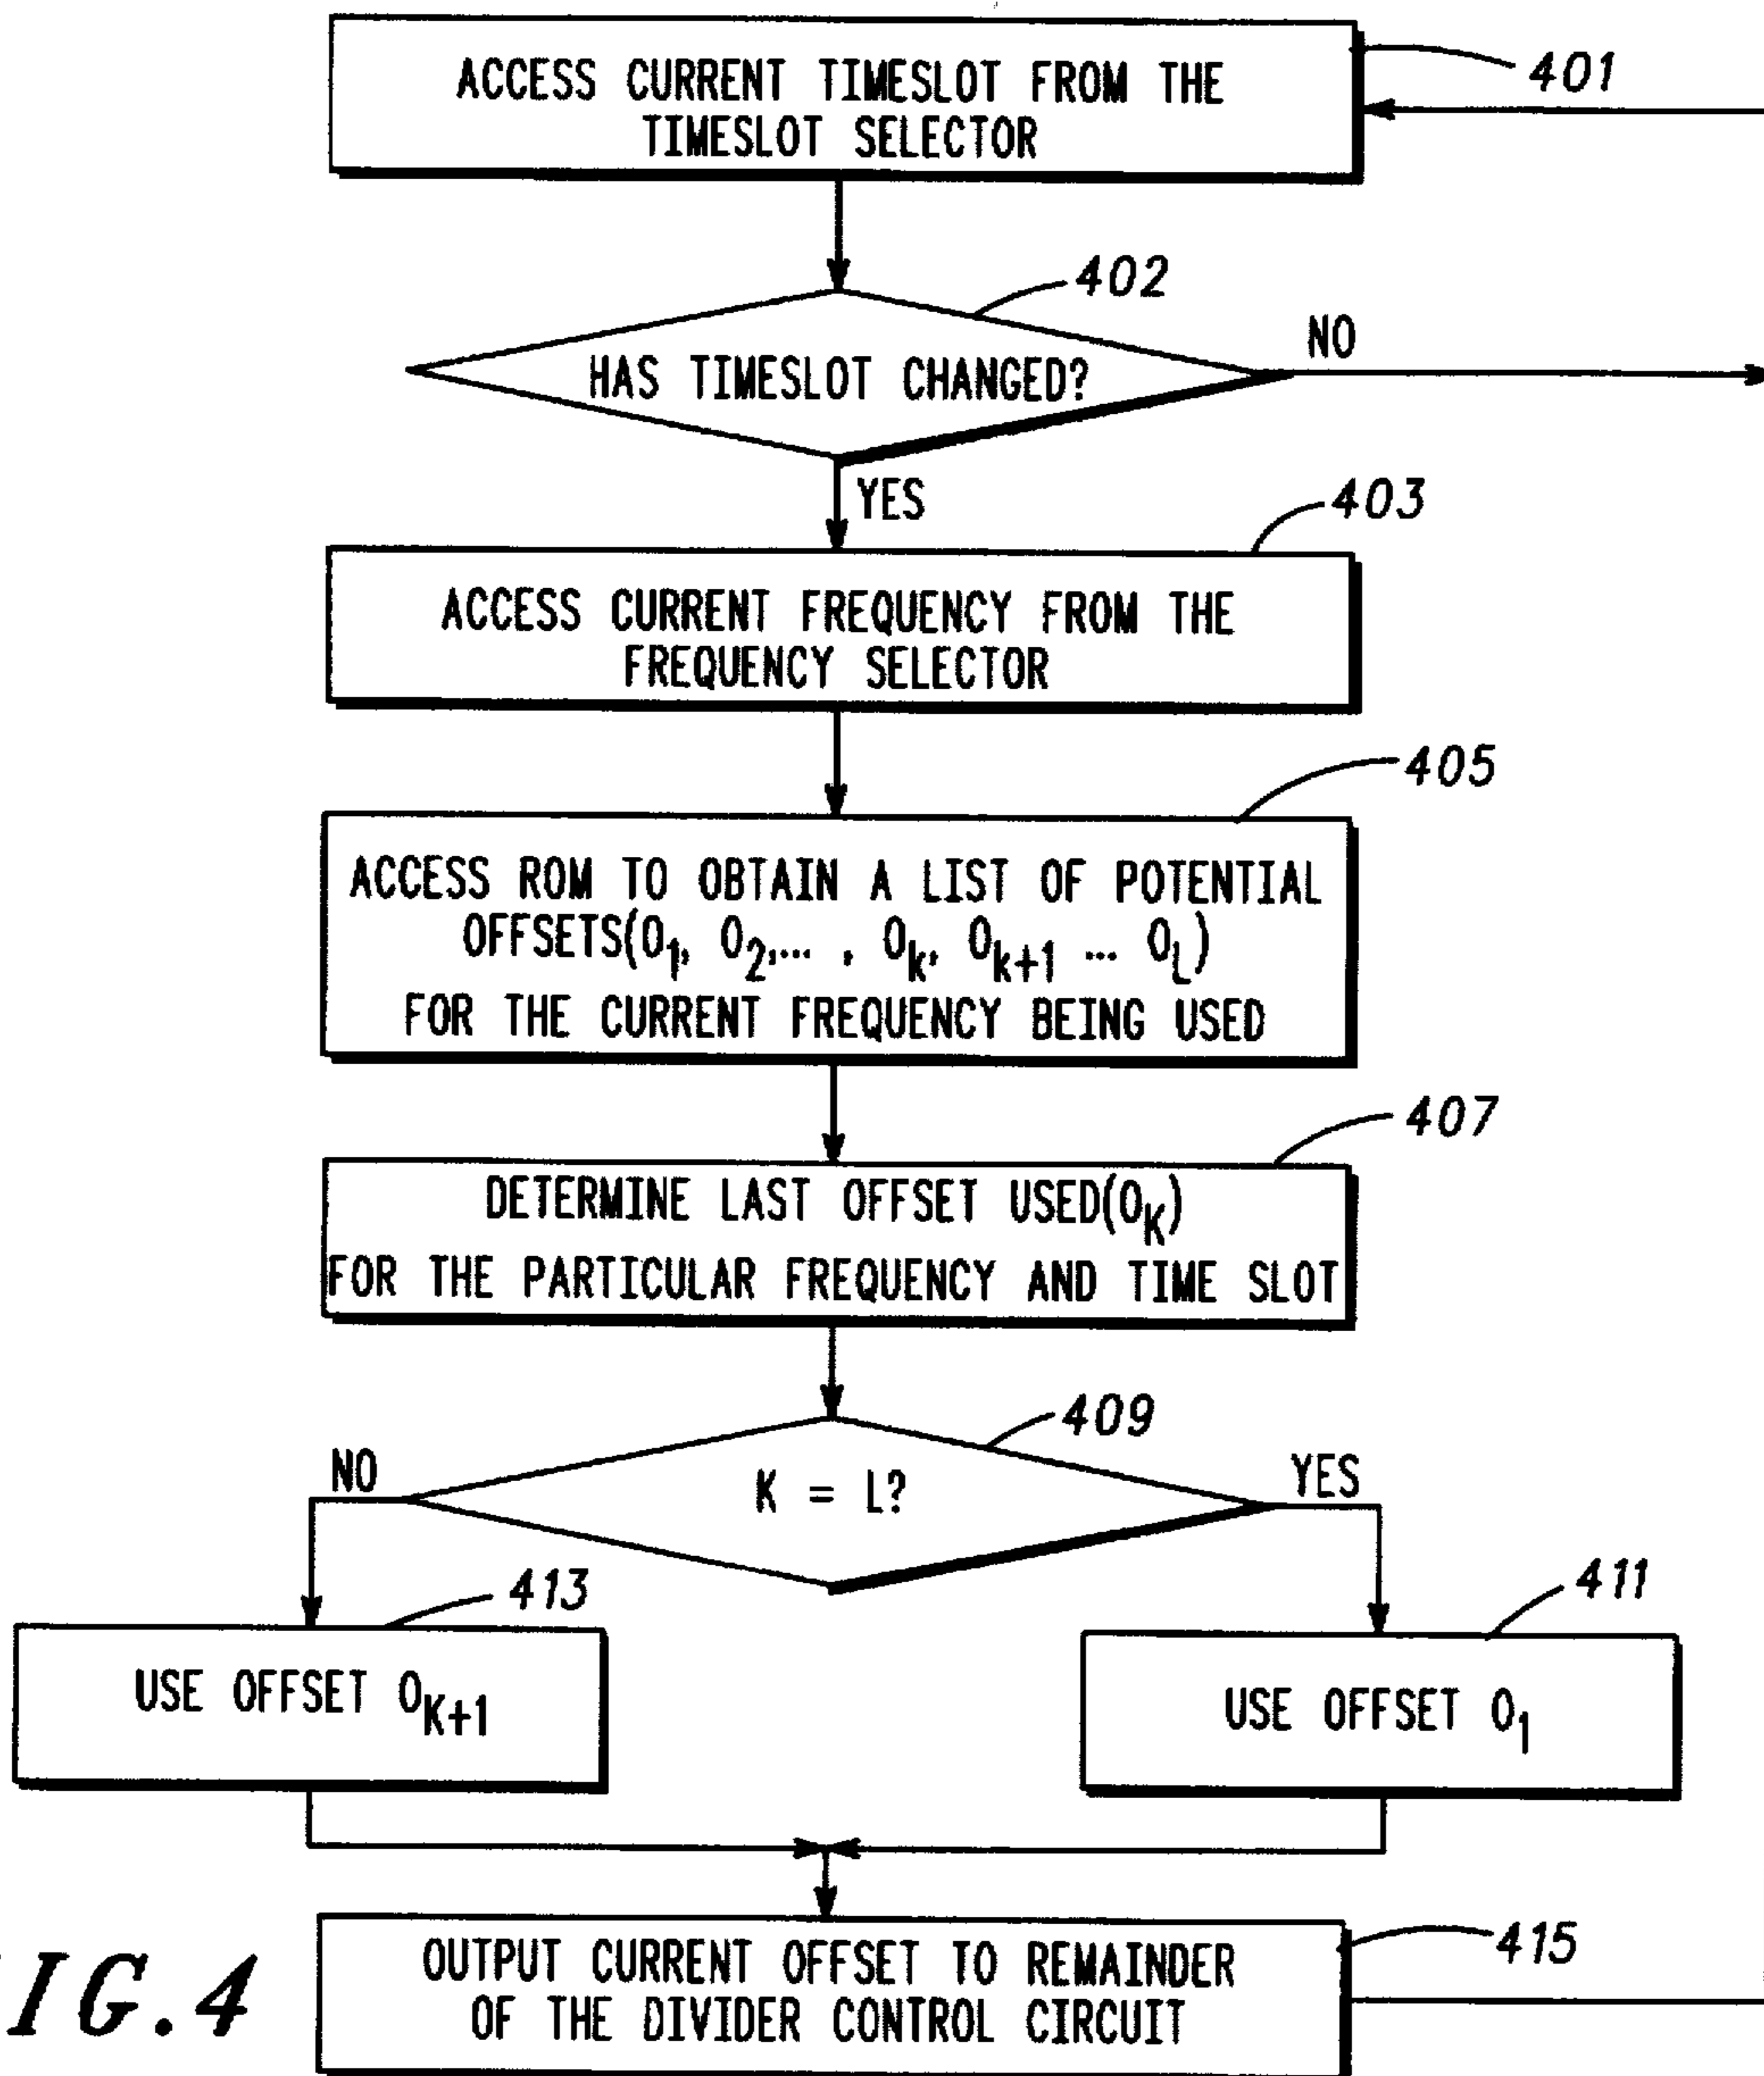 401
ACCESS CURRENT TIMESLOT FROM THE
TIMESLOT SELECTOR
402
HAS TIMESLOT CHANGED?
NO
YES
403
ACCESS CURRENT FREQUENCY FROM THE
FREQUENCY SELECTOR
405
ACCESS ROM TO OBTAIN A LIST OF POTENTIAL
OFFSETS(O₁, O₂,... , Oₖ, Oₖ₊₁ ... O_L)
FOR THE CURRENT FREQUENCY BEING USED
407
DETERMINE LAST OFFSET USED(O_K)
FOR THE PARTICULAR FREQUENCY AND TIME SLOT
409
NO
K = L?
YES
413
411
USE OFFSET O_K+1
USE OFFSET O₁
415
OUTPUT CURRENT OFFSET TO REMAINDER
OF THE DIVIDER CONTROL CIRCUIT
IG.4